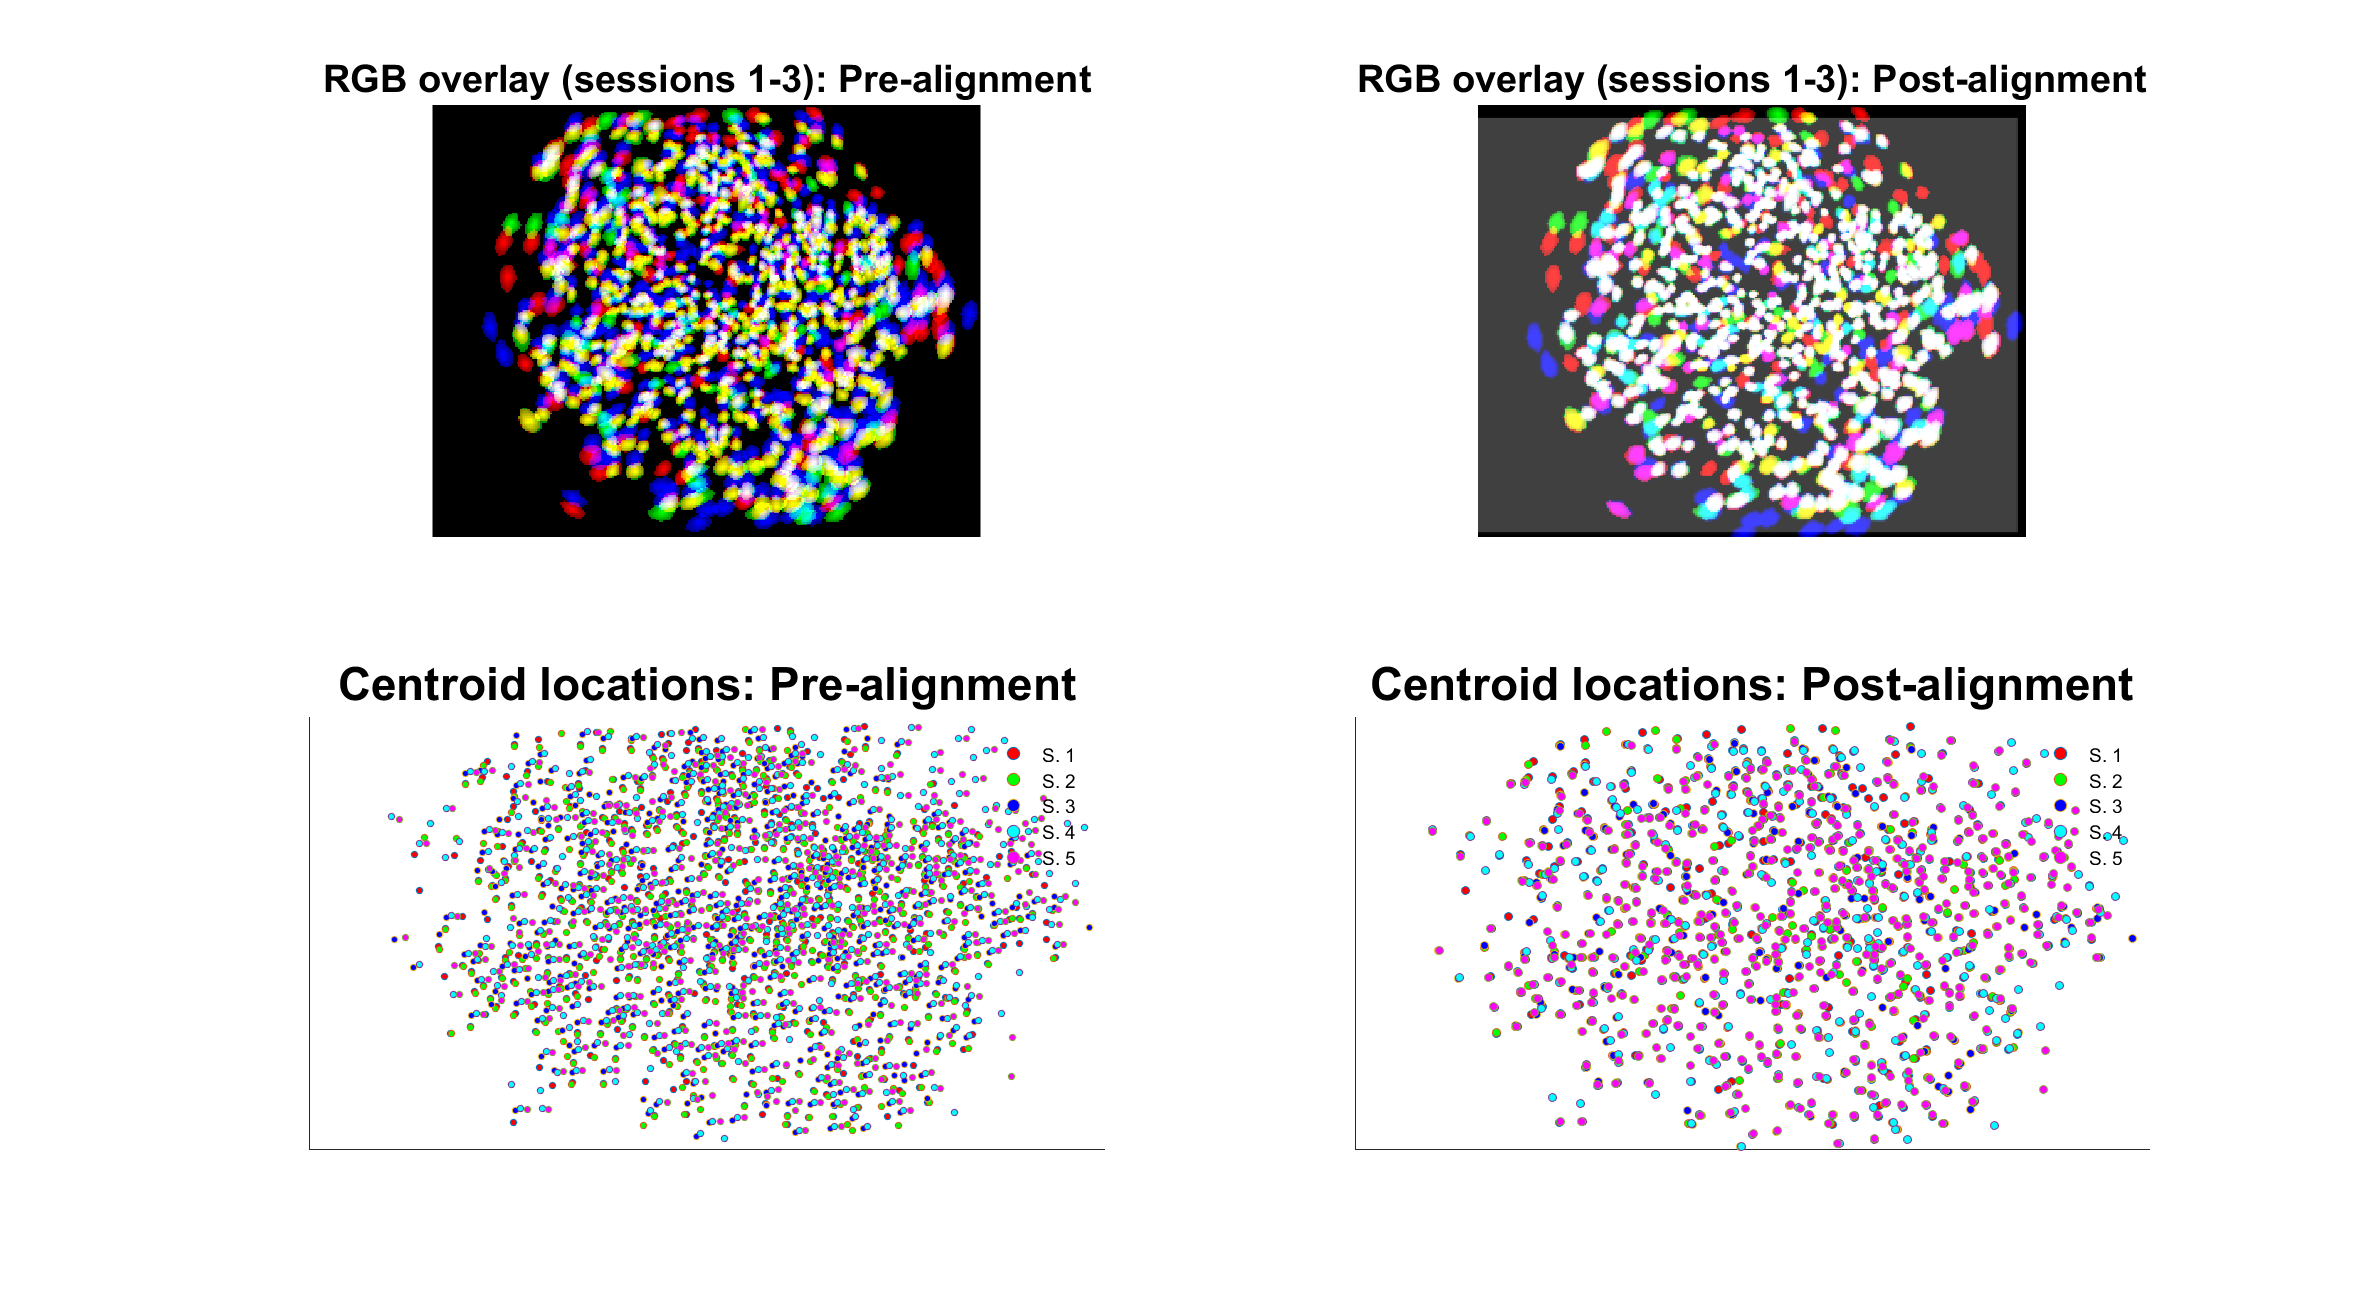 RGB overlay (sessions 1-3): Pre-alignment
RGB overlay (sessions 1-3): Post-alignment
Centroid locations: Pre-alignment
S. 1
S. 2
S. 3
S. 4
S. 5
Centroid locations: Post-alignment
S. 1
S. 2
S. 3
S. 4
S. 5